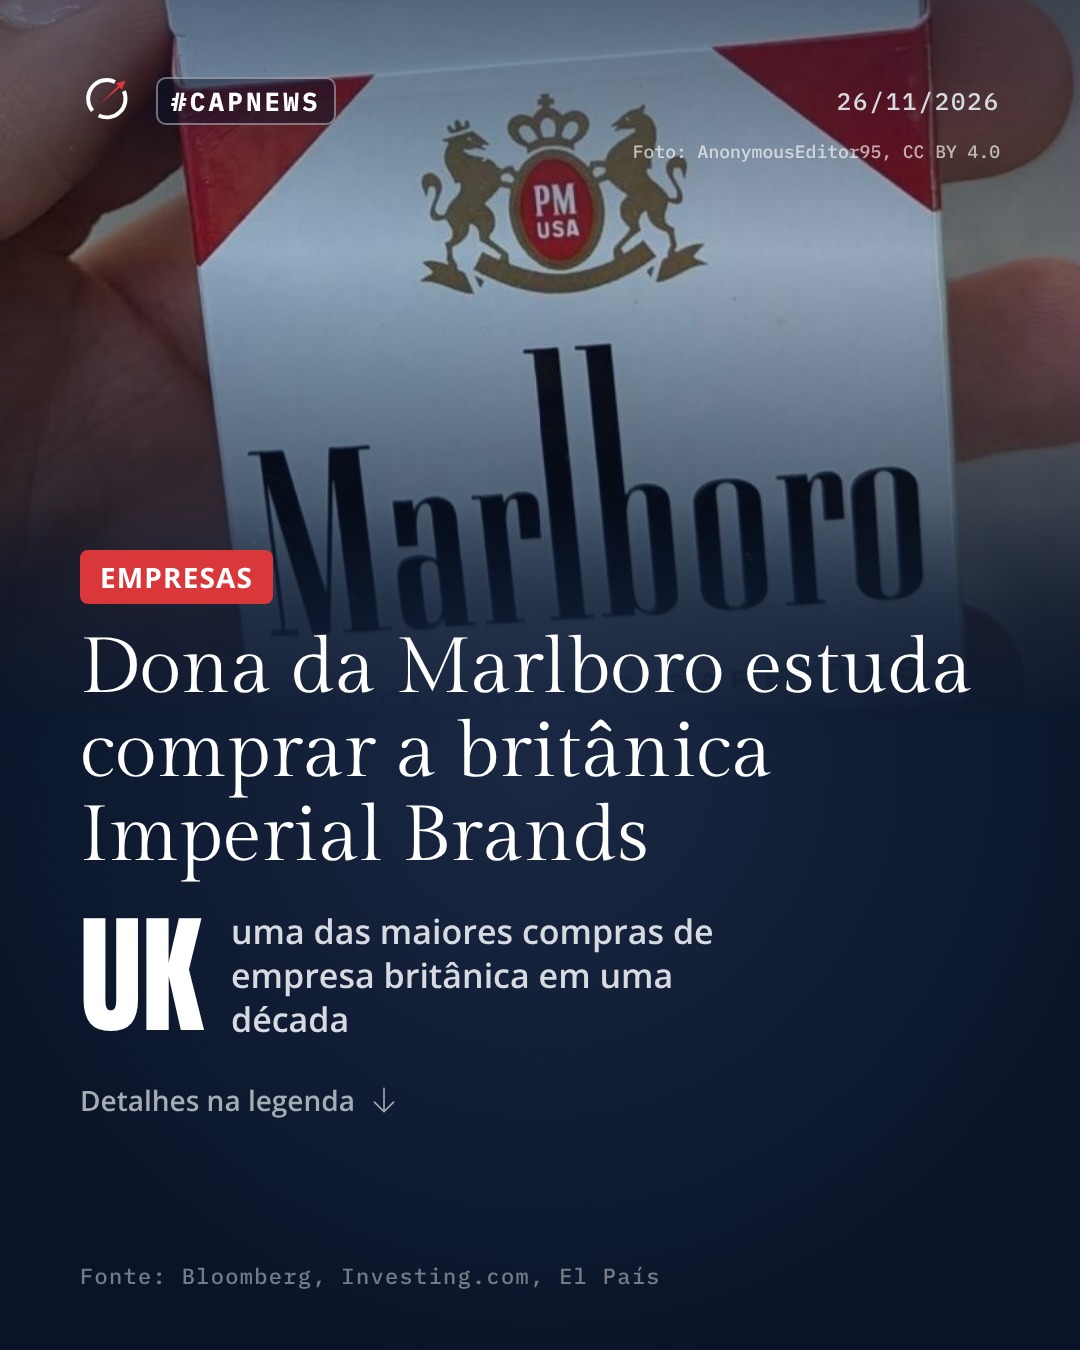 #CAPNEWS
26/11/2026
Foto: AnonymousEditor95, CC BY 4.0
PM
USA
Marlboro
EMPRESAS
Dona da Marlboro estuda
comprar a britânica
Imperial Brands
UK
uma das maiores compras de
empresa britânica em uma
década
Detalhes na legenda ↓
Fonte: Bloomberg, Investing.com, El País